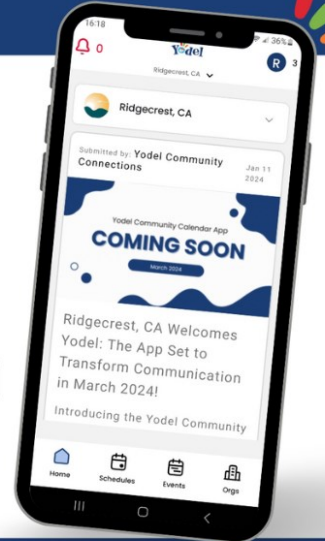 16:18
36%
0
Yodel
R
3
Ridgecrest, CA
Ridgecrest, CA
Submitted by: Yodel Community
Connections
Jan 11
2024
Yodel Community Calendar App
COMING SOON
March 2024
Ridgecrest, CA Welcomes
Yodel: The App Set to
Transform Communication
in March 2024!
Introducing the Yodel Community
Home
Schedules
Events
Orgs